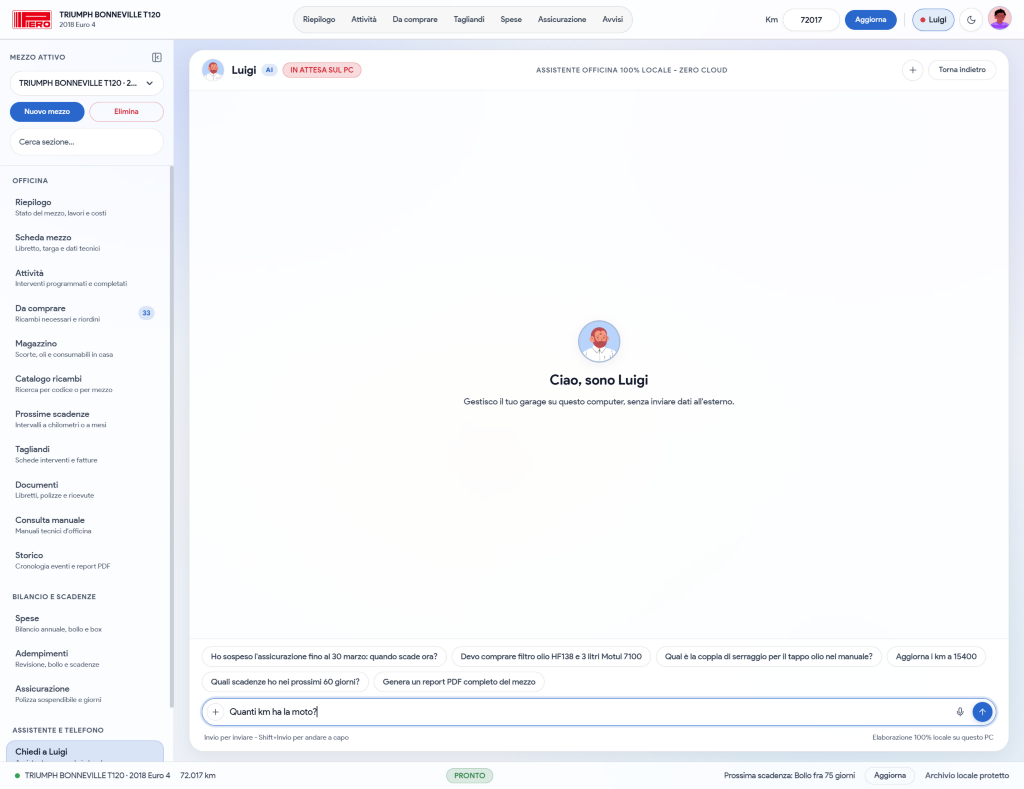 PIERO
TRIUMPH BONNEVILLE T120
2018 Euro 4
Riepilogo
Attività
Da comprare
Tagliandi
Spese
Assicurazione
Avvisi
Km
72017
Aggiorna
Luigi
MEZZO ATTIVO
TRIUMPH BONNEVILLE T120 · 2...
Nuovo mezzo
Elimina
Cerca sezione...
OFFICINA
Riepilogo
Stato del mezzo, lavori e costi
Scheda mezzo
Libretto, targa e dati tecnici
Attività
Interventi programmati e completati
Da comprare
Ricambi necessari e riordini
33
Magazzino
Scorte, oli e consumabili in casa
Catalogo ricambi
Ricerca per codice o per mezzo
Prossime scadenze
Intervalli a chilometri o a mesi
Tagliandi
Schede interventi e fatture
Documenti
Libretti, polizze e ricevute
Consulta manuale
Manuali tecnici d'officina
Storico
Cronologia eventi e report PDF
BILANCIO E SCADENZE
Spese
Bilancio annuale, bollo e box
Adempimenti
Revisione, bollo e scadenze
Assicurazione
Polizza sospendibile e giorni
ASSISTENTE E TELEFONO
Chiedi a Luigi
Luigi
AI
IN ATTESA SUL PC
ASSISTENTE OFFICINA 100% LOCALE – ZERO CLOUD
Torna indietro
Ciao, sono Luigi
Gestisco il tuo garage su questo computer, senza inviare dati all'esterno.
Ho sospeso l'assicurazione fino al 30 marzo: quando scade ora?
Devo comprare filtro olio HF138 e 3 litri Motul 7100
Qual è la coppia di serraggio per il tappo olio nel manuale?
Aggiorna i km a 15400
Quali scadenze ho nei prossimi 60 giorni?
Genera un report PDF completo del mezzo
Quanti km ha la moto?
Invio per inviare – Shift+Invio per andare a capo
Elaborazione 100% locale su questo PC
TRIUMPH BONNEVILLE T120 · 2018 Euro 4
72.017 km
PRONTO
Prossima scadenza: Bollo fra 75 giorni
Aggiorna
Archivio locale protetto